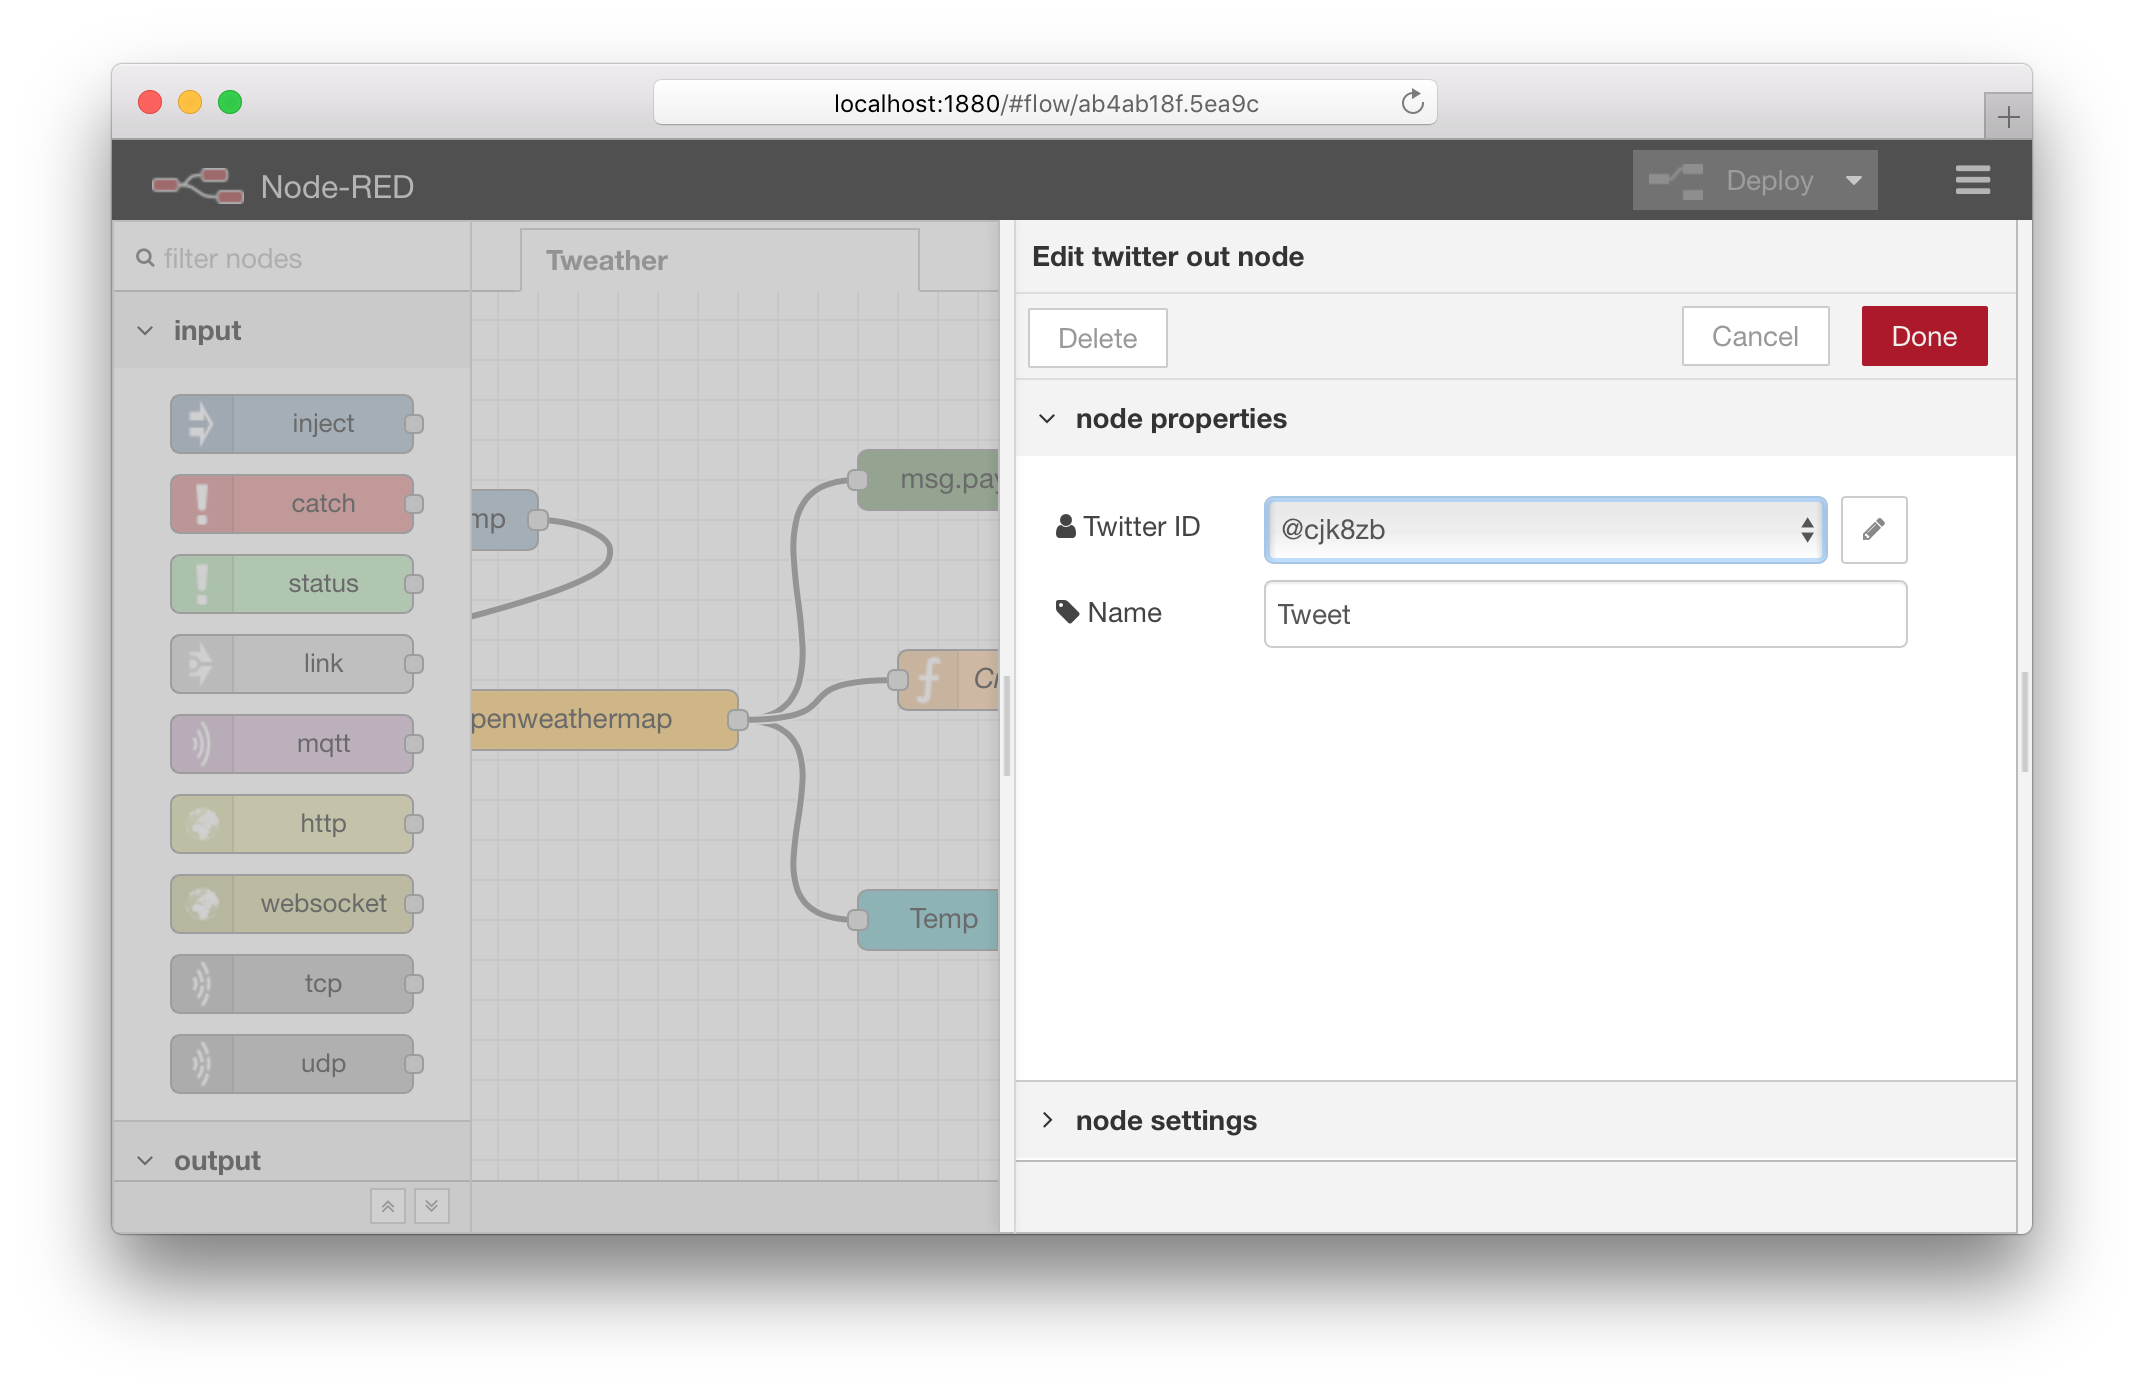 localhost:1880/#flow/ab4ab18f.5ea9c
Node-RED
Deploy
filter nodes
input
inject
catch
status
link
mqtt
http
websocket
tcp
udp
output
Tweather
mp
penweathermap
msg.pay
Temp
Edit twitter out node
Delete
Cancel
Done
node properties
Twitter ID
@cjk8zb
Name
Tweet
node settings